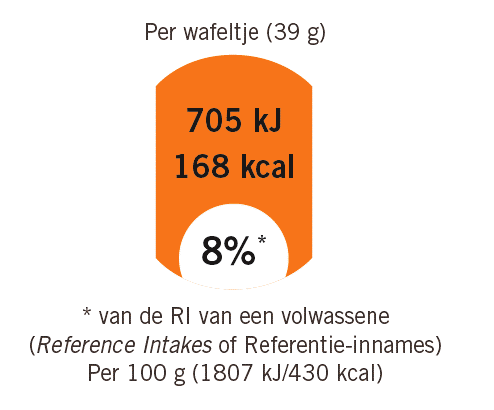 Per wafeltje (39 g)
705 kJ
168 kcal
8%*
* van de RI van een volwassene
(Reference Intakes of Referentie-innames)
Per 100 g (1807 kJ/430 kcal)